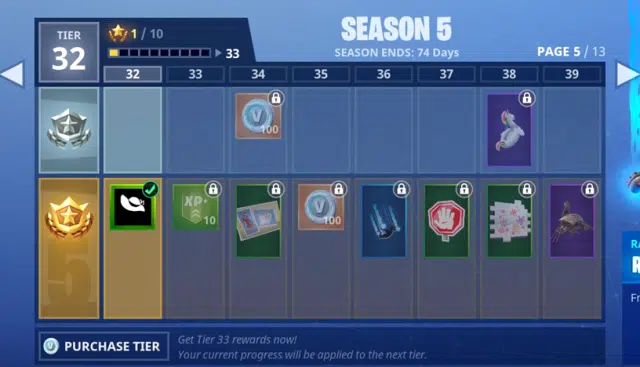 TIER
32
1 / 10
33
SEASON 5
SEASON ENDS: 74 Days
PAGE 5 / 13
32
33
34
35
36
37
38
39
V
100
XP+
10
V
100
V
PURCHASE TIER
Get Tier 33 rewards now!
Your current progress will be applied to the next tier.
5